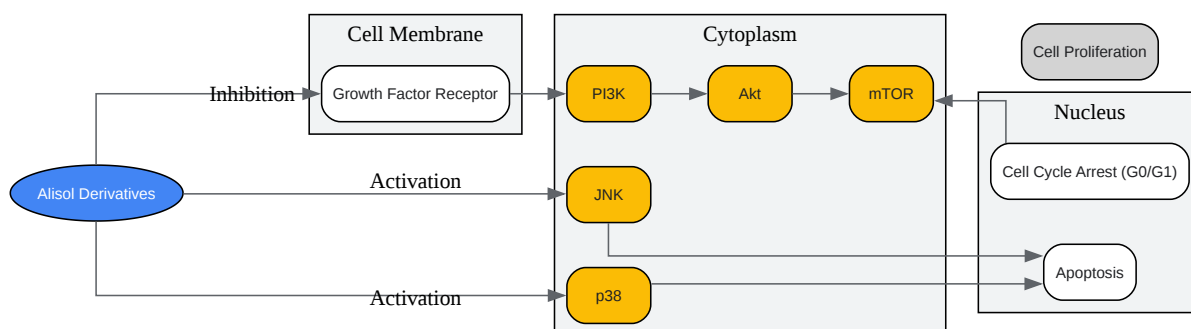 Cell Membrane
Cytoplasm
Cell Proliferation
Inhibition
Growth Factor Receptor
PI3K
Akt
mTOR
Nucleus
Cell Cycle Arrest (G0/G1)
Alisol Derivatives
Activation
JNK
Apoptosis
Activation
p38